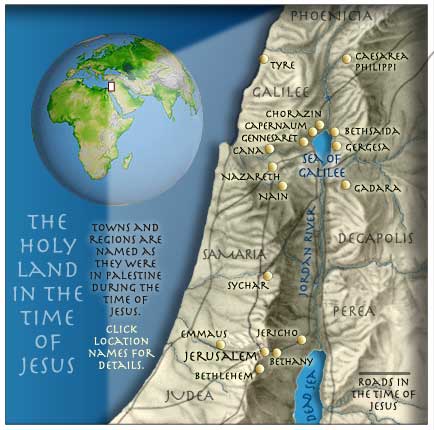 PHOENICIA
TYRE
CAESAREA
PHILIPPI
GALILEE
CHORAZIN
CAPERNAUM
GENNESARET
BETHSAIDA
CANA
GERGESA
SEA OF
GALILEE
NAZARETH
NAIN
GADARA
THE
HOLY
LAND
IN THE
TIME
OF
JESUS
TOWNS AND
REGIONS ARE
NAMED AS
THEY WERE
IN PALESTINE
DURING THE
TIME OF
JESUS.
CLICK
LOCATION
NAMES FOR
DETAILS.
SAMARIA
JORDAN RIVER
DECAPOLIS
SYCHAR
PEREA
EMMAUS
JERICHO
JERUSALEM
BETHANY
BETHLEHEM
JUDEA
DEAD SEA
ROADS IN
THE TIME OF
JESUS